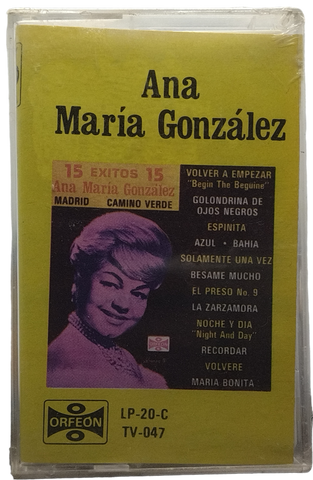 Ana
María González
15 EXITOS 15
Ana María González
MADRID CAMINO VERDE
VOLVER A EMPEZAR
"Begin The Beguine"
GOLONDRINA DE
OJOS NEGROS
ESPINITA
AZUL • BAHIA
SOLAMENTE UNA VEZ
BESAME MUCHO
EL PRESO No. 9
LA ZARZAMORA
NOCHE Y DIA
"Night And Day"
RECORDAR
VOLVERE
MARIA BONITA
ORFEON
LP-20-C
TV-047